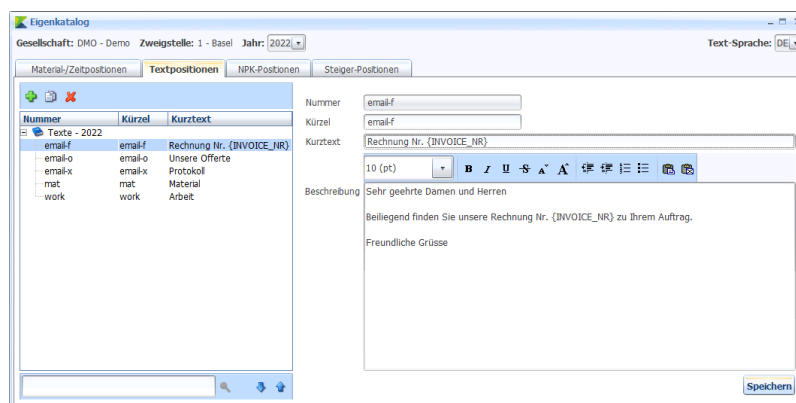 Eigenkatalog
Gesellschaft: DMO - Demo Zweigstelle: 1 - Basel Jahr: 2022 Text-Sprache: DE
Material-/Zeitpositionen Textpositionen NPK-Positionen Steiger-Positionen
Nummer Kürzel Kurztext
Texte - 2022
email-f email-f Rechnung Nr. {INVOICE_NR}
email-o email-o Unsere Offerte
email-x email-x Protokoll
mat mat Material
work work Arbeit
Nummer email-f
Kürzel email-f
Kurztext Rechnung Nr. {INVOICE_NR}
10 (pt) B I U S A A
Beschreibung Sehr geehrte Damen und Herren
Beiliegend finden Sie unsere Rechnung Nr. {INVOICE_NR} zu Ihrem Auftrag.
Freundliche Grüsse
Speichern